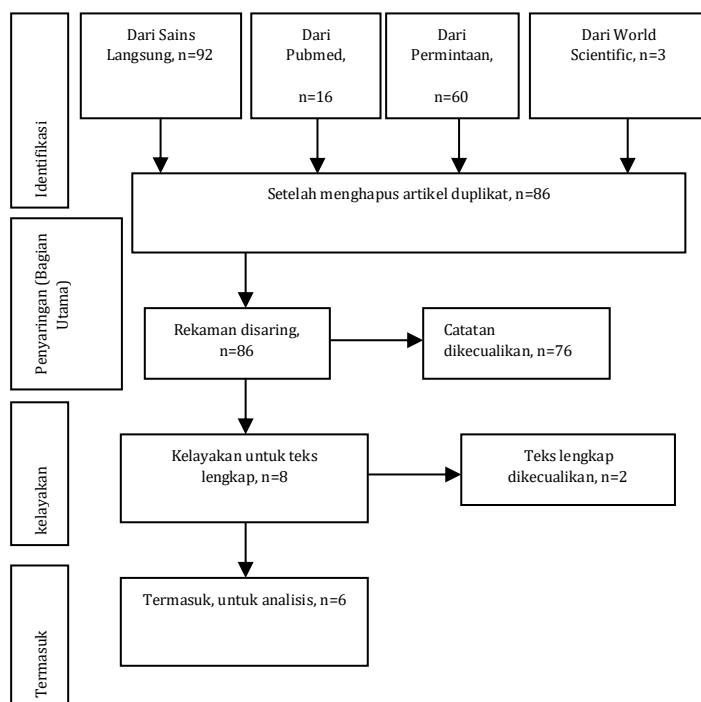 Identifikasi
Dari Sains
Langsung, n=92
Dari
Pubmed,
n=16
Dari
Permintaan,
n=60
Dari World
Scientific, n=3
Setelah menghapus artikel duplikat, n=86
Penyaringan (Bagian
Utama)
Rekaman disaring,
n=86
Catatan
dikecualikan, n=76
kelayakan
Kelayakan untuk teks
lengkap, n=8
Teks lengkap
dikecualikan, n=2
Termasuk
Termasuk, untuk analisis, n=6